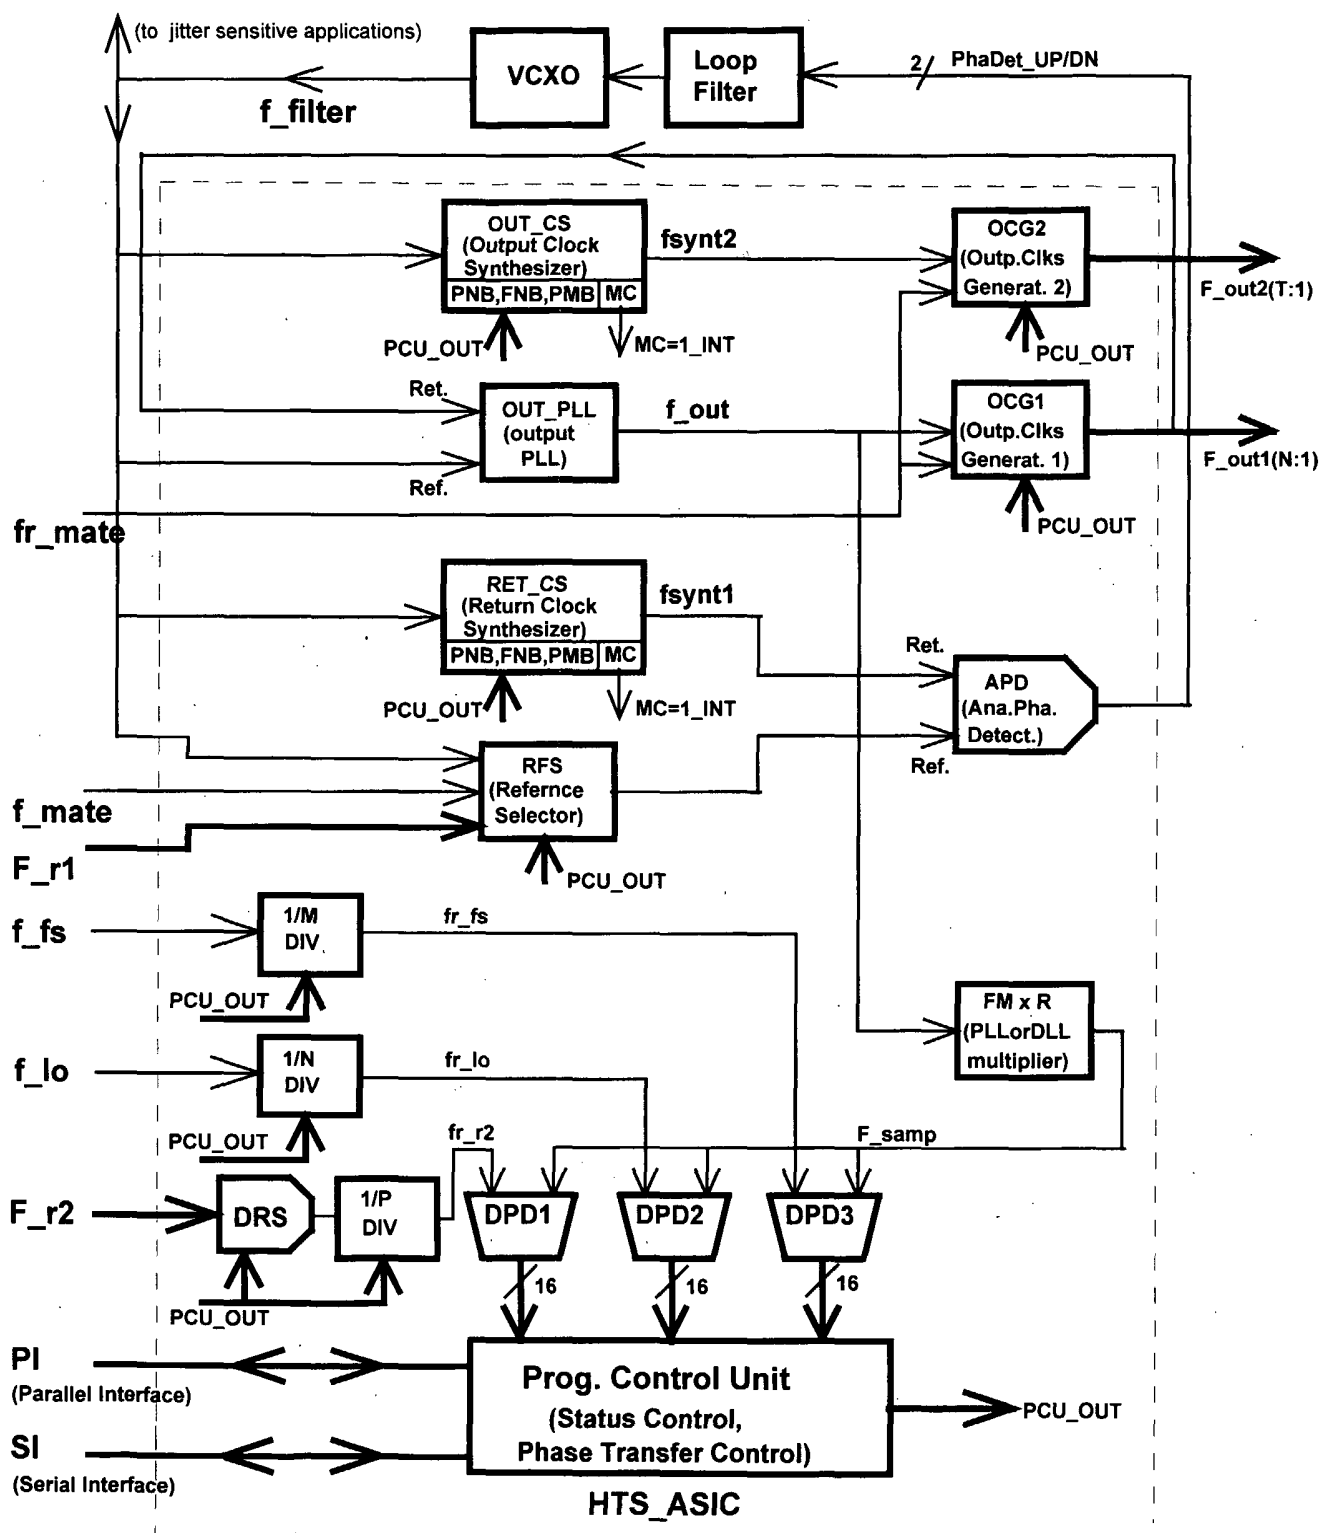 (to jitter sensitive applications)
VCXO
Loop
Filter
2
PhaDet_UP/DN
f_filter
OUT_CS
(Output Clock
Synthesizer)
PNB,FNB,PMB
MC
fsynt2
OCG2
(Outp.Clks
Generat. 2)
F_out2(T:1)
PCU_OUT
MC=1_INT
PCU_OUT
Ret.
OUT_PLL
(output
PLL)
f_out
OCG1
(Outp.Clks
Generat. 1)
F_out1(N:1)
Ref.
PCU_OUT
fr_mate
RET_CS
(Return Clock
Synthesizer)
PNB,FNB,PMB
MC
fsynt1
Ret.
APD
(Ana.Pha.
Detect.)
PCU_OUT
MC=1_INT
Ref.
RFS
(Refernce
Selector)
f_mate
F_r1
PCU_OUT
f_fs
1/M
DIV
fr_fs
PCU_OUT
FM x R
(PLLorDLL
multiplier)
f_lo
1/N
DIV
fr_lo
PCU_OUT
fr_r2
F_samp
F_r2
DRS
1/P
DIV
DPD1
DPD2
DPD3
16
16
16
PCU_OUT
PI
(Parallel Interface)
Prog. Control Unit
(Status Control,
Phase Transfer Control)
PCU_OUT
SI
(Serial Interface)
HTS_ASIC